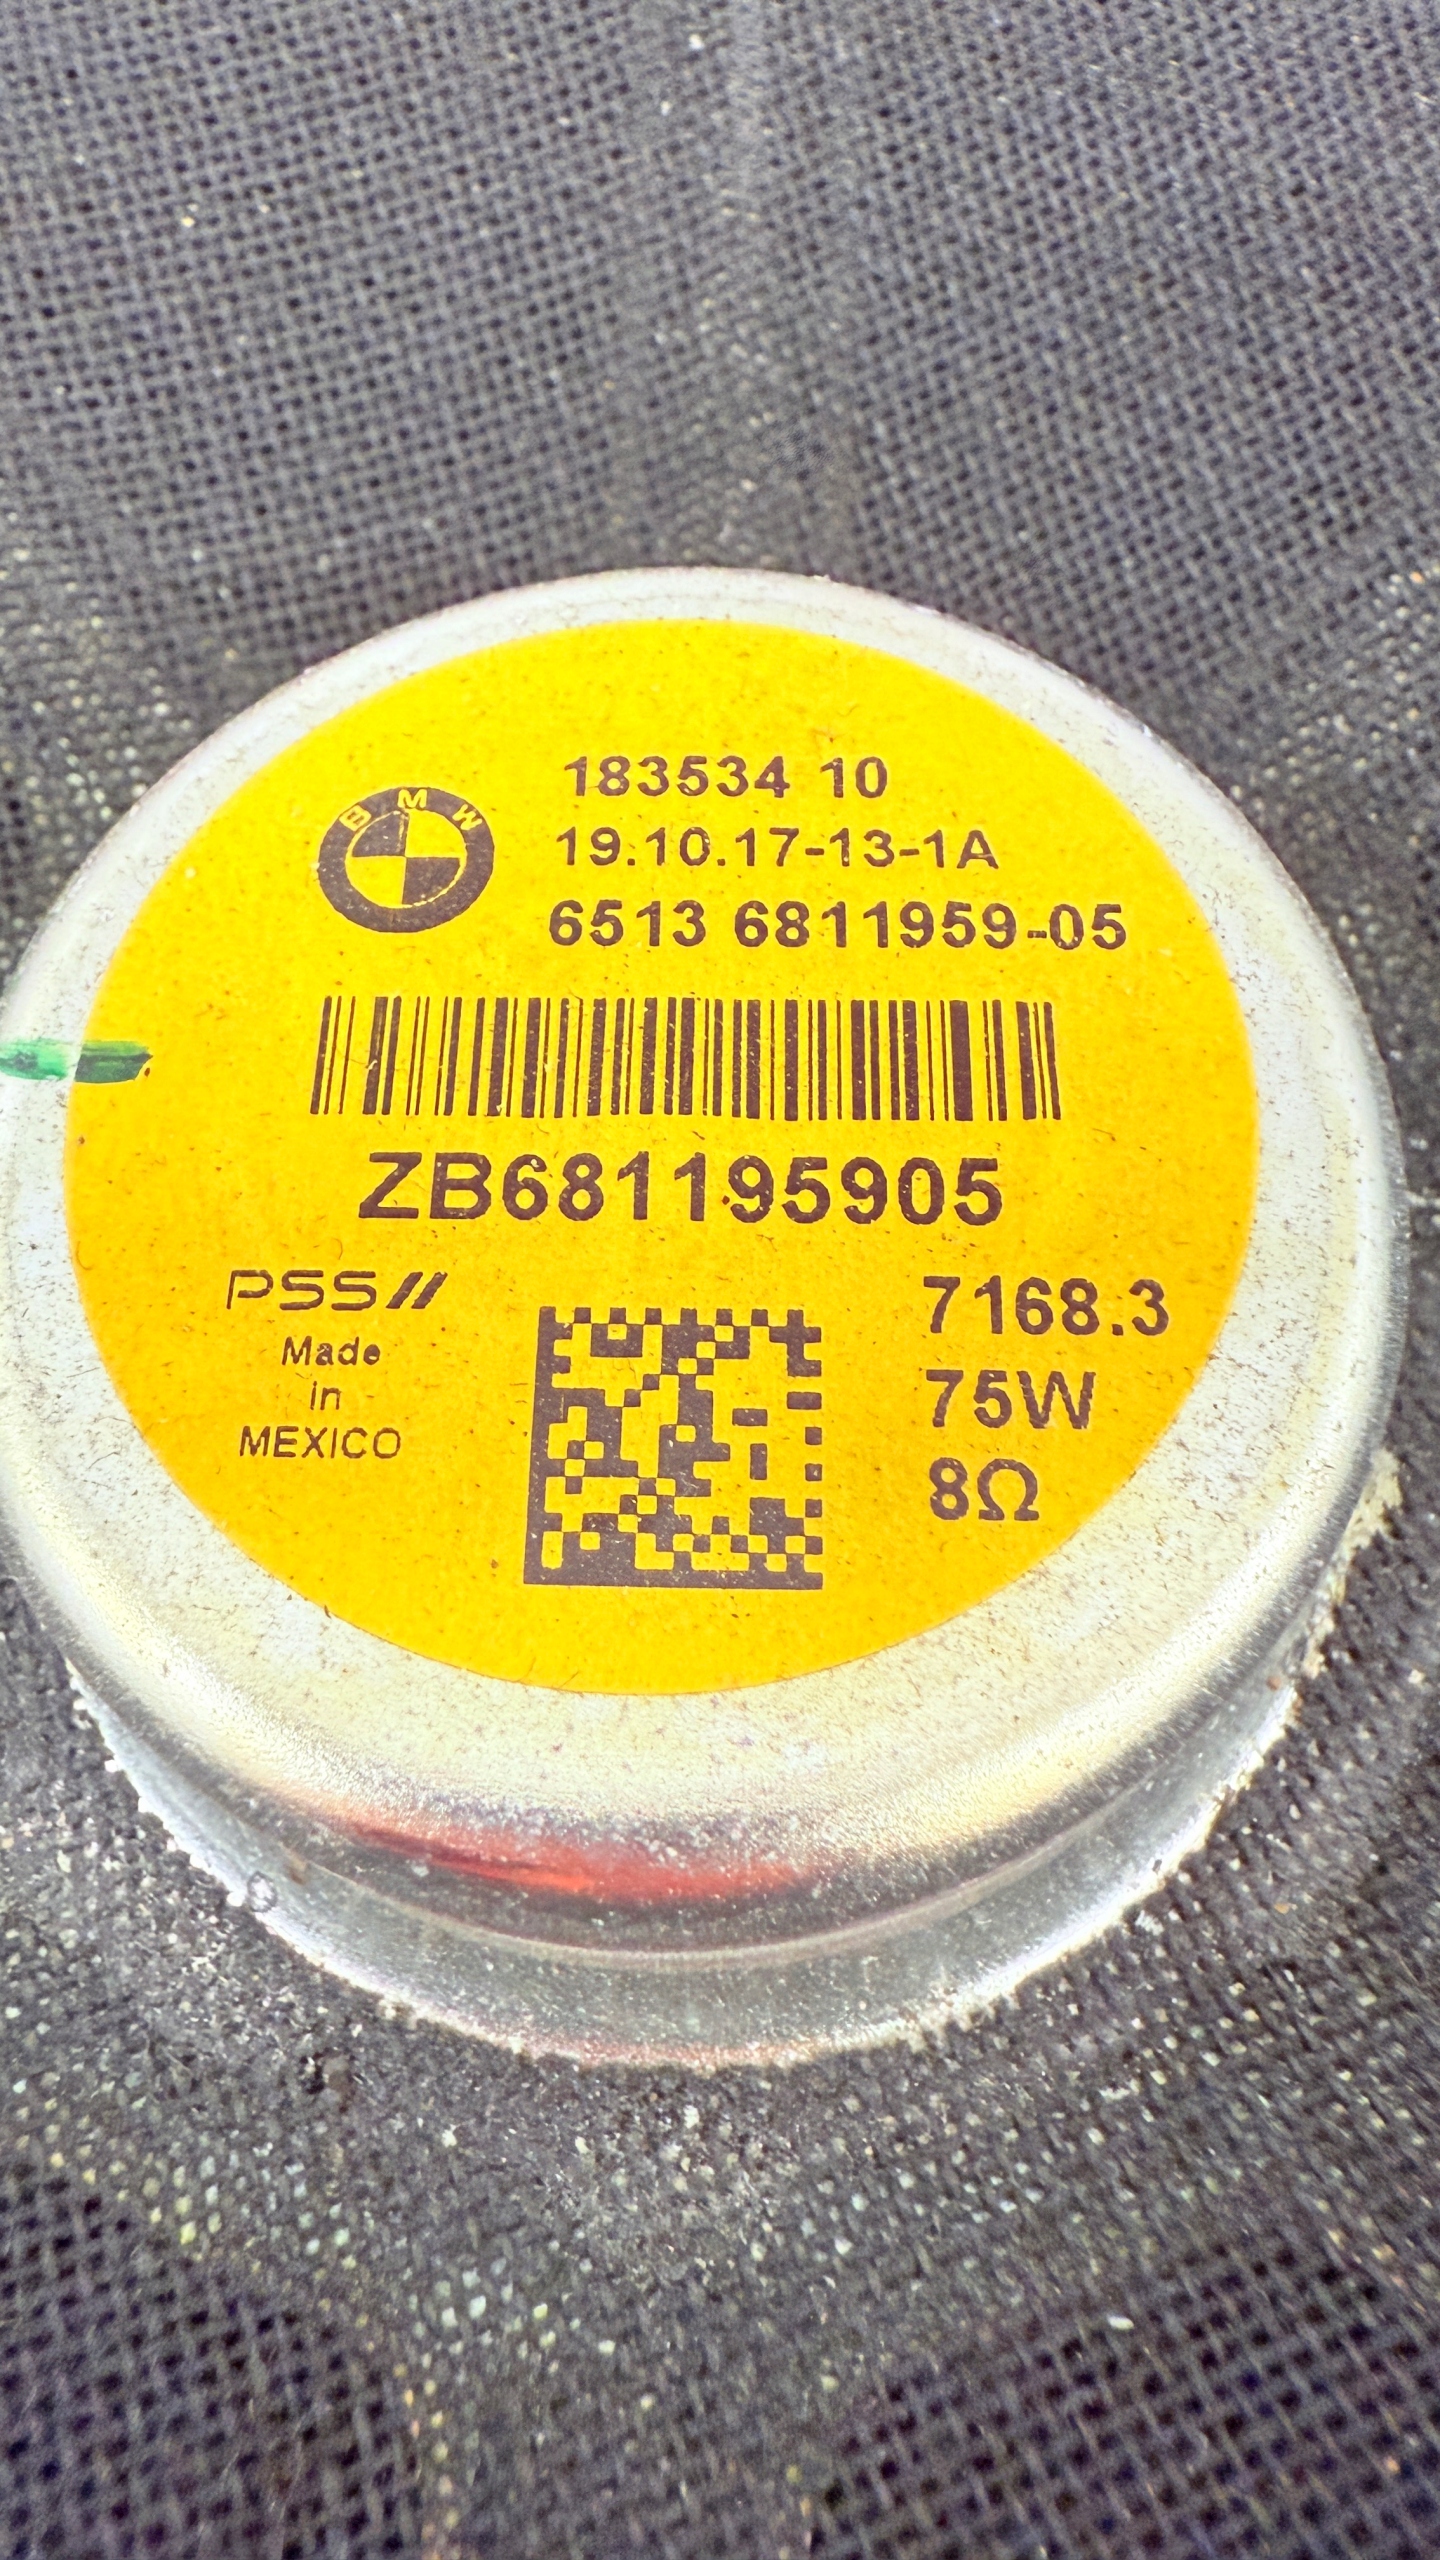 BMW
183534 10
19.10.17-13-1A
6513 6811959-05
ZB681195905
PSS//
Made
in
MEXICO
7168.3
75W
8Ω